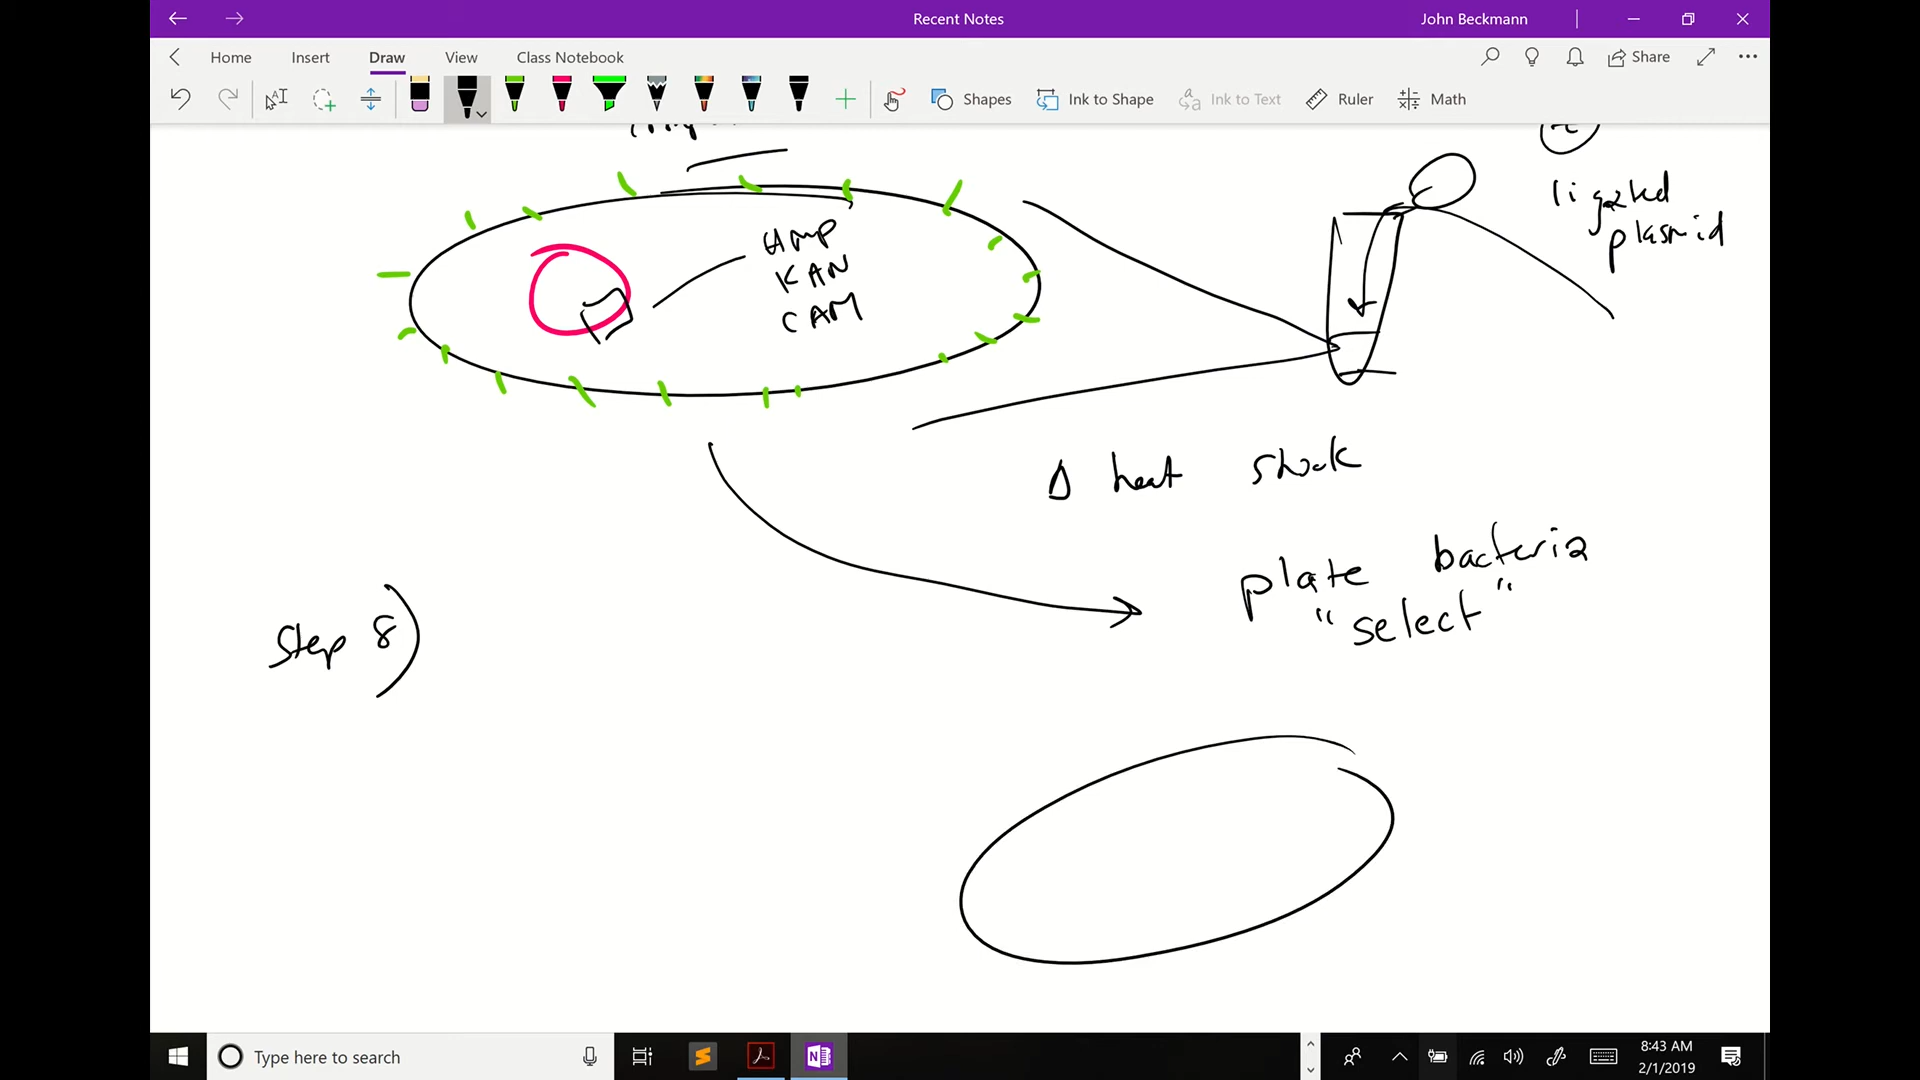 Recent Notes
John Beckmann
Home
Insert
Draw
View
Class Notebook
Share
Shapes
Ink to Shape
Ink to Text
Ruler
Math
ligated
plasmid
AMP
KAN
CAM
Δ heat shock
plate bacteria
"select"
Step 8)
Type here to search
8:43 AM
2/1/2019